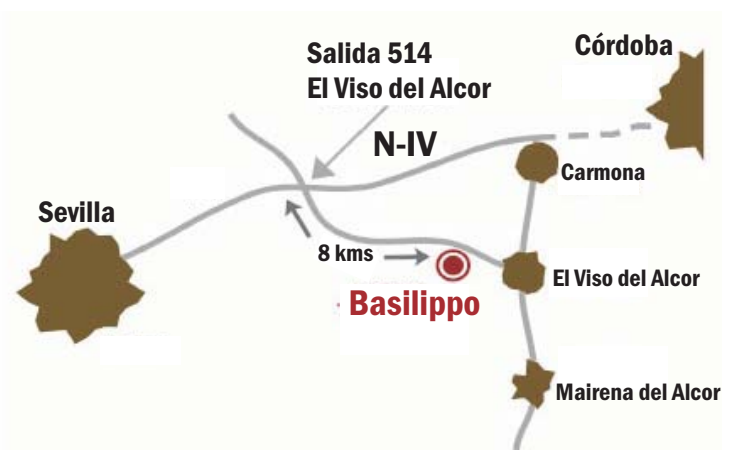 Salida 514
El Viso del Alcor
Córdoba
N-IV
Carmona
Sevilla
8 kms
El Viso del Alcor
Basilippo
Mairena del Alcor